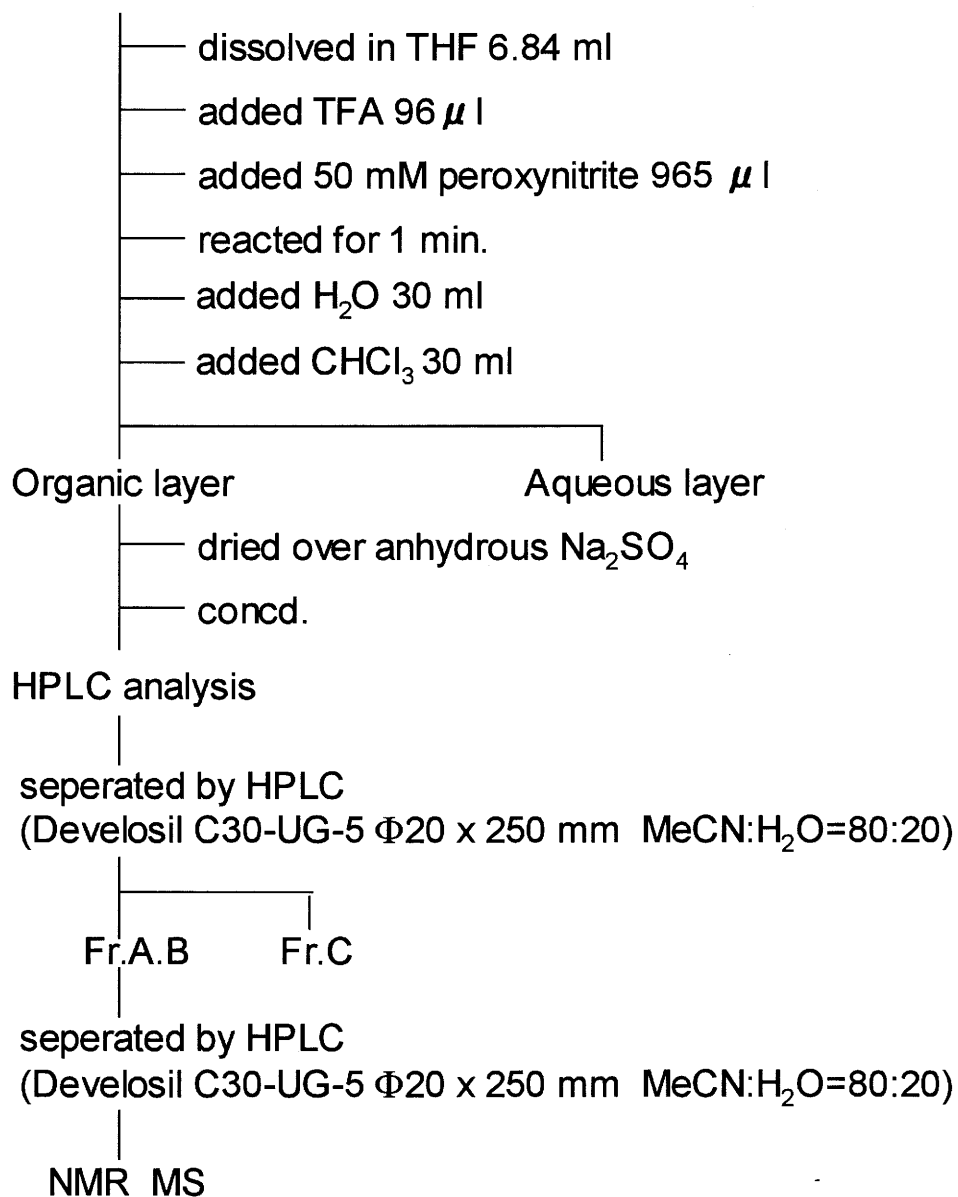 dissolved in THF 6.84 ml
added TFA 96 μ l
added 50 mM peroxynitrite 965 μ l
reacted for 1 min.
added H₂O 30 ml
added CHCl₃ 30 ml
Organic layer Aqueous layer
dried over anhydrous Na₂SO₄
concd.
HPLC analysis
seperated by HPLC
(Develosil C30-UG-5 Φ20 x 250 mm MeCN:H₂O=80:20)
Fr.A.B Fr.C
seperated by HPLC
(Develosil C30-UG-5 Φ20 x 250 mm MeCN:H₂O=80:20)
NMR MS